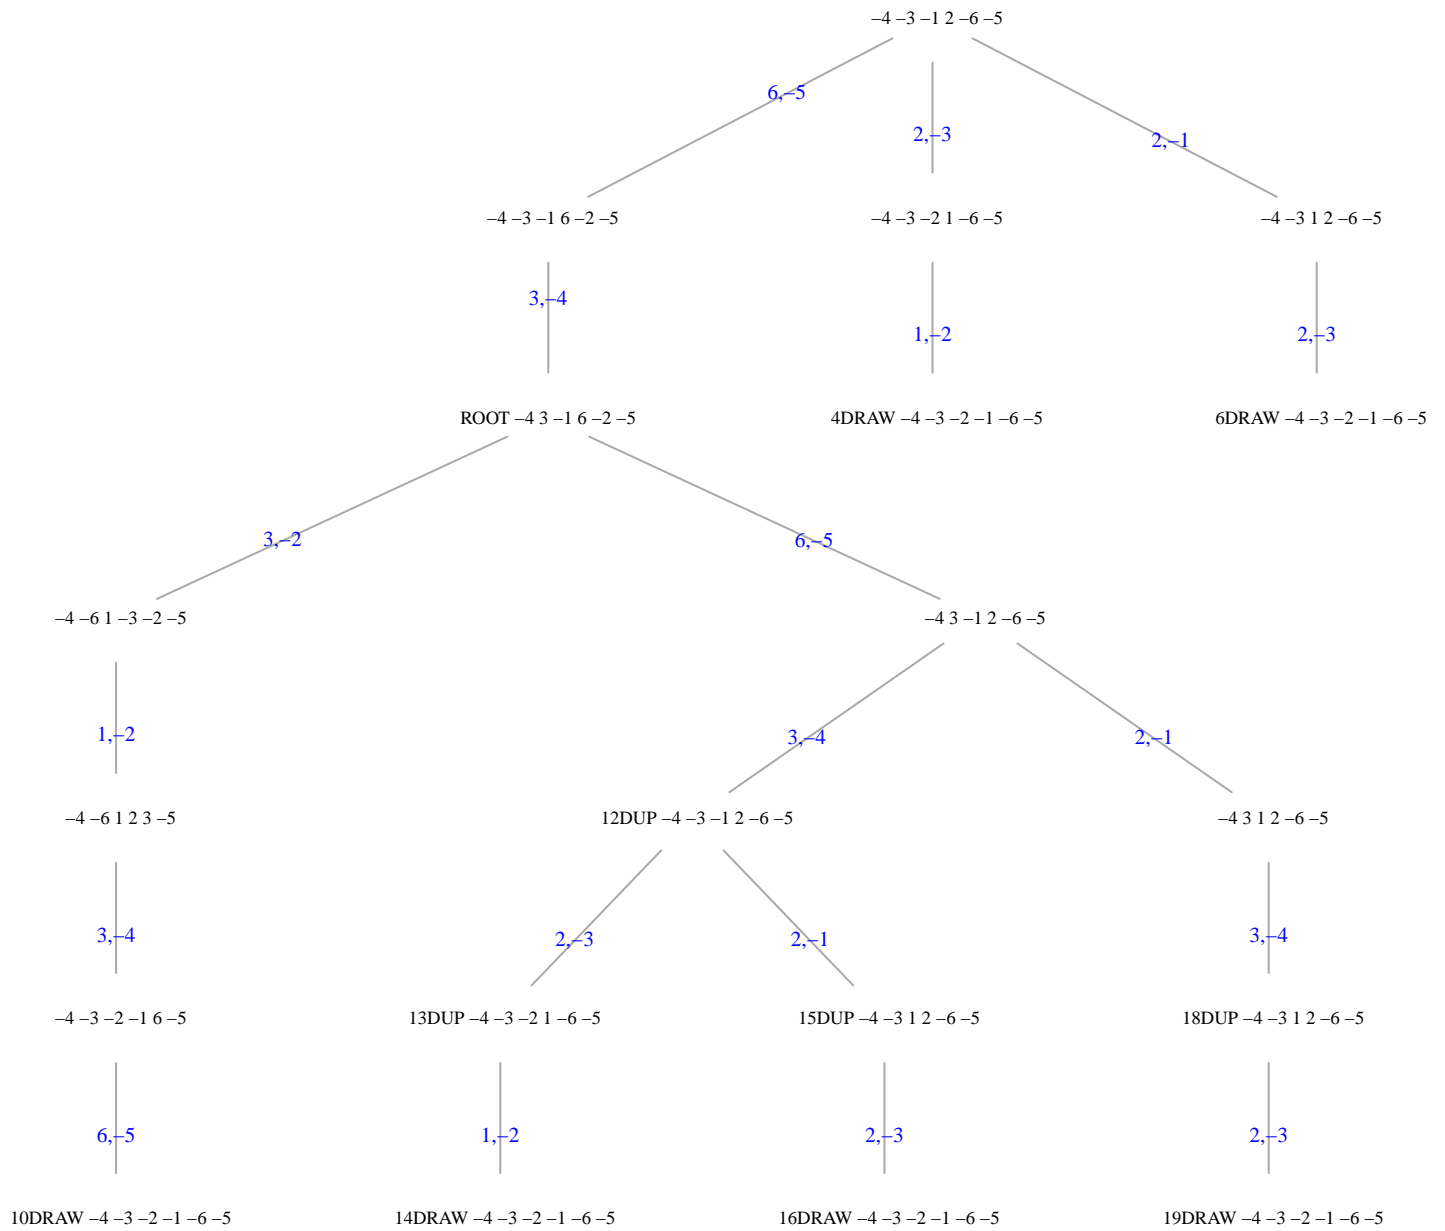 –4 –3 –1 2 –6 –5
6,–5
2,–3
2,–1
–4 –3 –1 6 –2 –5
–4 –3 –2 1 –6 –5
–4 –3 1 2 –6 –5
3,–4
1,–2
2,–3
ROOT –4 3 –1 6 –2 –5
4DRAW –4 –3 –2 –1 –6 –5
6DRAW –4 –3 –2 –1 –6 –5
3,–2
6,–5
–4 –6 1 –3 –2 –5
–4 3 –1 2 –6 –5
1,–2
3,–4
2,–1
–4 –6 1 2 3 –5
12DUP –4 –3 –1 2 –6 –5
–4 3 1 2 –6 –5
3,–4
2,–3
2,–1
3,–4
–4 –3 –2 –1 6 –5
13DUP –4 –3 –2 1 –6 –5
15DUP –4 –3 1 2 –6 –5
18DUP –4 –3 1 2 –6 –5
6,–5
1,–2
2,–3
2,–3
10DRAW –4 –3 –2 –1 –6 –5
14DRAW –4 –3 –2 –1 –6 –5
16DRAW –4 –3 –2 –1 –6 –5
19DRAW –4 –3 –2 –1 –6 –5